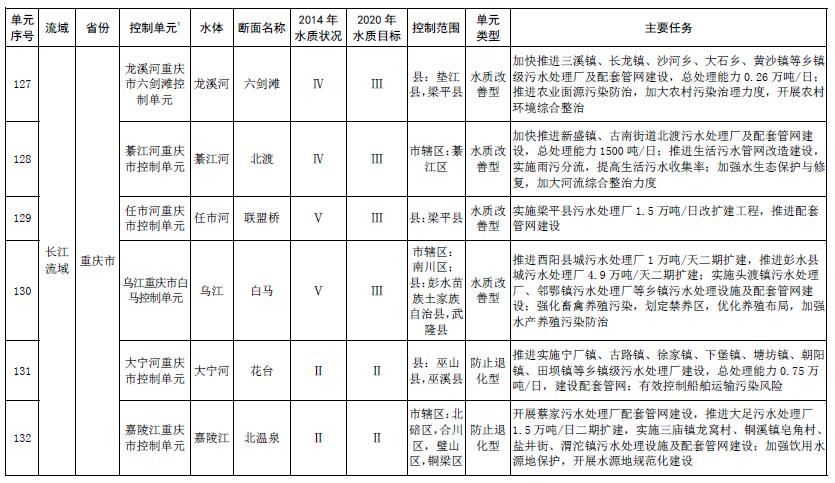 单元序号 流域 省份 控制单元¹ 水体 断面名称 2014年水质状况 2020年水质目标 控制范围 单元类型 主要任务
长江流域 重庆市
127 龙溪河重庆市六剑滩控制单元 龙溪河 六剑滩 Ⅳ Ⅲ 县：垫江县,梁平县 水质改善型
加快推进三溪镇、长龙镇、沙河乡、大石乡、黄沙镇等乡镇
级污水处理厂及配套管网建设，总处理能力0.26万吨/日；
推进农业面源污染防治，加大农村污染治理力度，开展农村
环境综合整治
128 綦江河重庆市控制单元 綦江河 北渡 Ⅳ Ⅲ 市辖区：綦江区 水质改善型
加快推进新盛镇、古南街道北渡污水处理厂及配套管网建
设，总处理能力1500吨/日；推进生活污水管网改造建设，
实施雨污分流，提高生活污水收集率；加强水生态保护与修
复，加大河流综合整治力度
129 任市河重庆市控制单元 任市河 联盟桥 Ⅴ Ⅲ 县：梁平县 水质改善型
实施梁平县污水处理厂1.5万吨/日改扩建工程，推进配套
管网建设
130 乌江重庆市白马控制单元 乌江 白马 Ⅴ Ⅲ 市辖区：南川区；县：彭水苗族土家族自治县，武隆县 水质改善型
推进酉阳县城污水处理厂1万吨/天二期扩建，推进彭水县
城污水处理厂4.9万吨/天二期扩建；实施头渡镇污水处理
厂、邻鄂镇污水处理厂等乡镇污水处理设施及配套管网建
设；强化畜禽养殖污染，划定禁养区，优化养殖布局，加强
水产养殖污染防治
131 大宁河重庆市控制单元 大宁河 花台 Ⅱ Ⅱ 县：巫山县，巫溪县 防止退化型
推进实施宁厂镇、古路镇、徐家镇、下堡镇、塘坊镇、朝阳
镇、田坝镇等乡镇级污水处理厂建设，总处理能力0.75万
吨/日，建设配套管网；有效控制船舶运输污染风险
132 嘉陵江重庆市控制单元 嘉陵江 北温泉 Ⅱ Ⅱ 市辖区：北碚区，合川区，璧山区，铜梁区 防止退化型
开展蔡家污水处理厂配套管网建设，推进大足污水处理厂
1.5万吨/日二期扩建，实施三庙镇龙窝村、铜溪镇皂角村、
盐井街、渭沱镇污水处理设施及配套管网建设；加强饮用水
源地保护，开展水源地规范化建设